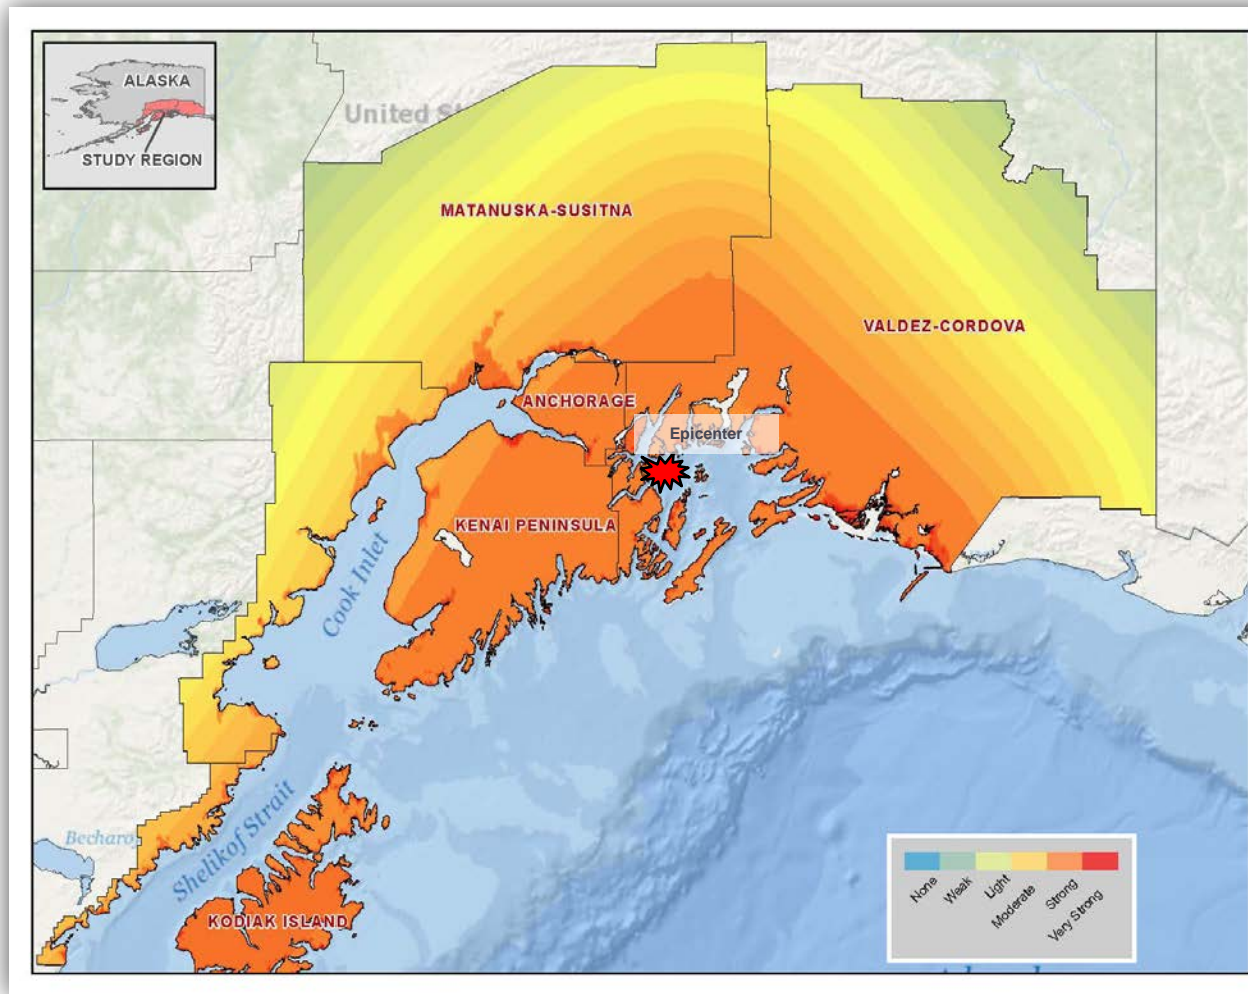 ALASKA
STUDY REGION
United St
MATANUSKA-SUSITNA
VALDEZ-CORDOVA
ANCHORAGE
Epicenter
KENAI PENINSULA
Cook Inlet
Shelikof Strait
Becharof
KODIAK ISLAND
None
Weak
Light
Moderate
Strong
Very Strong